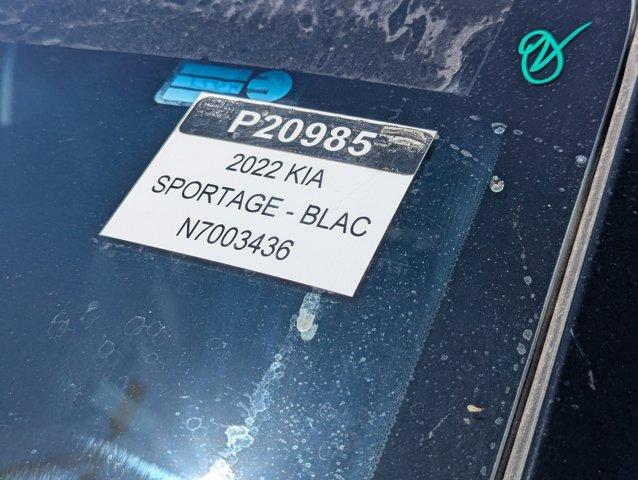 P20985
2022 KIA
SPORTAGE - BLAC
N7003436